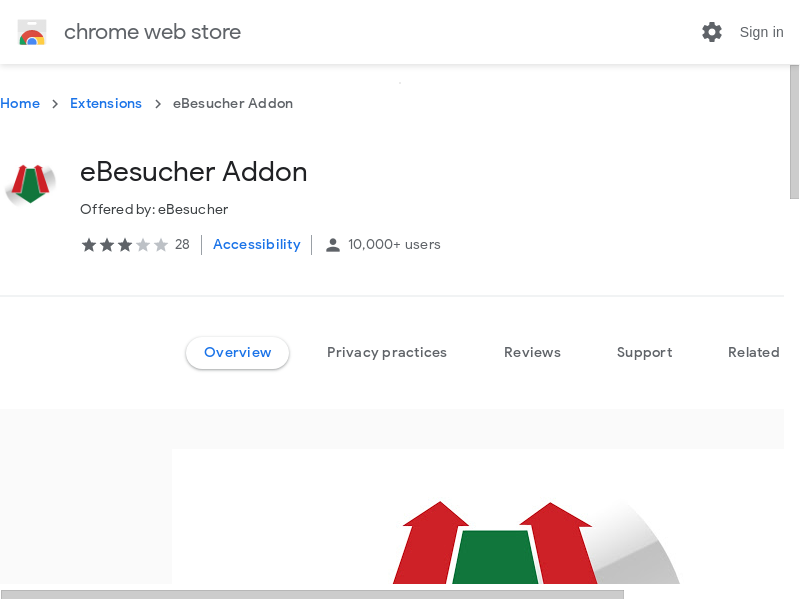 chrome web store
Sign in
Home > Extensions > eBesucher Addon
eBesucher Addon
Offered by: eBesucher
28 Accessibility 10,000+ users
Overview Privacy practices Reviews Support Related